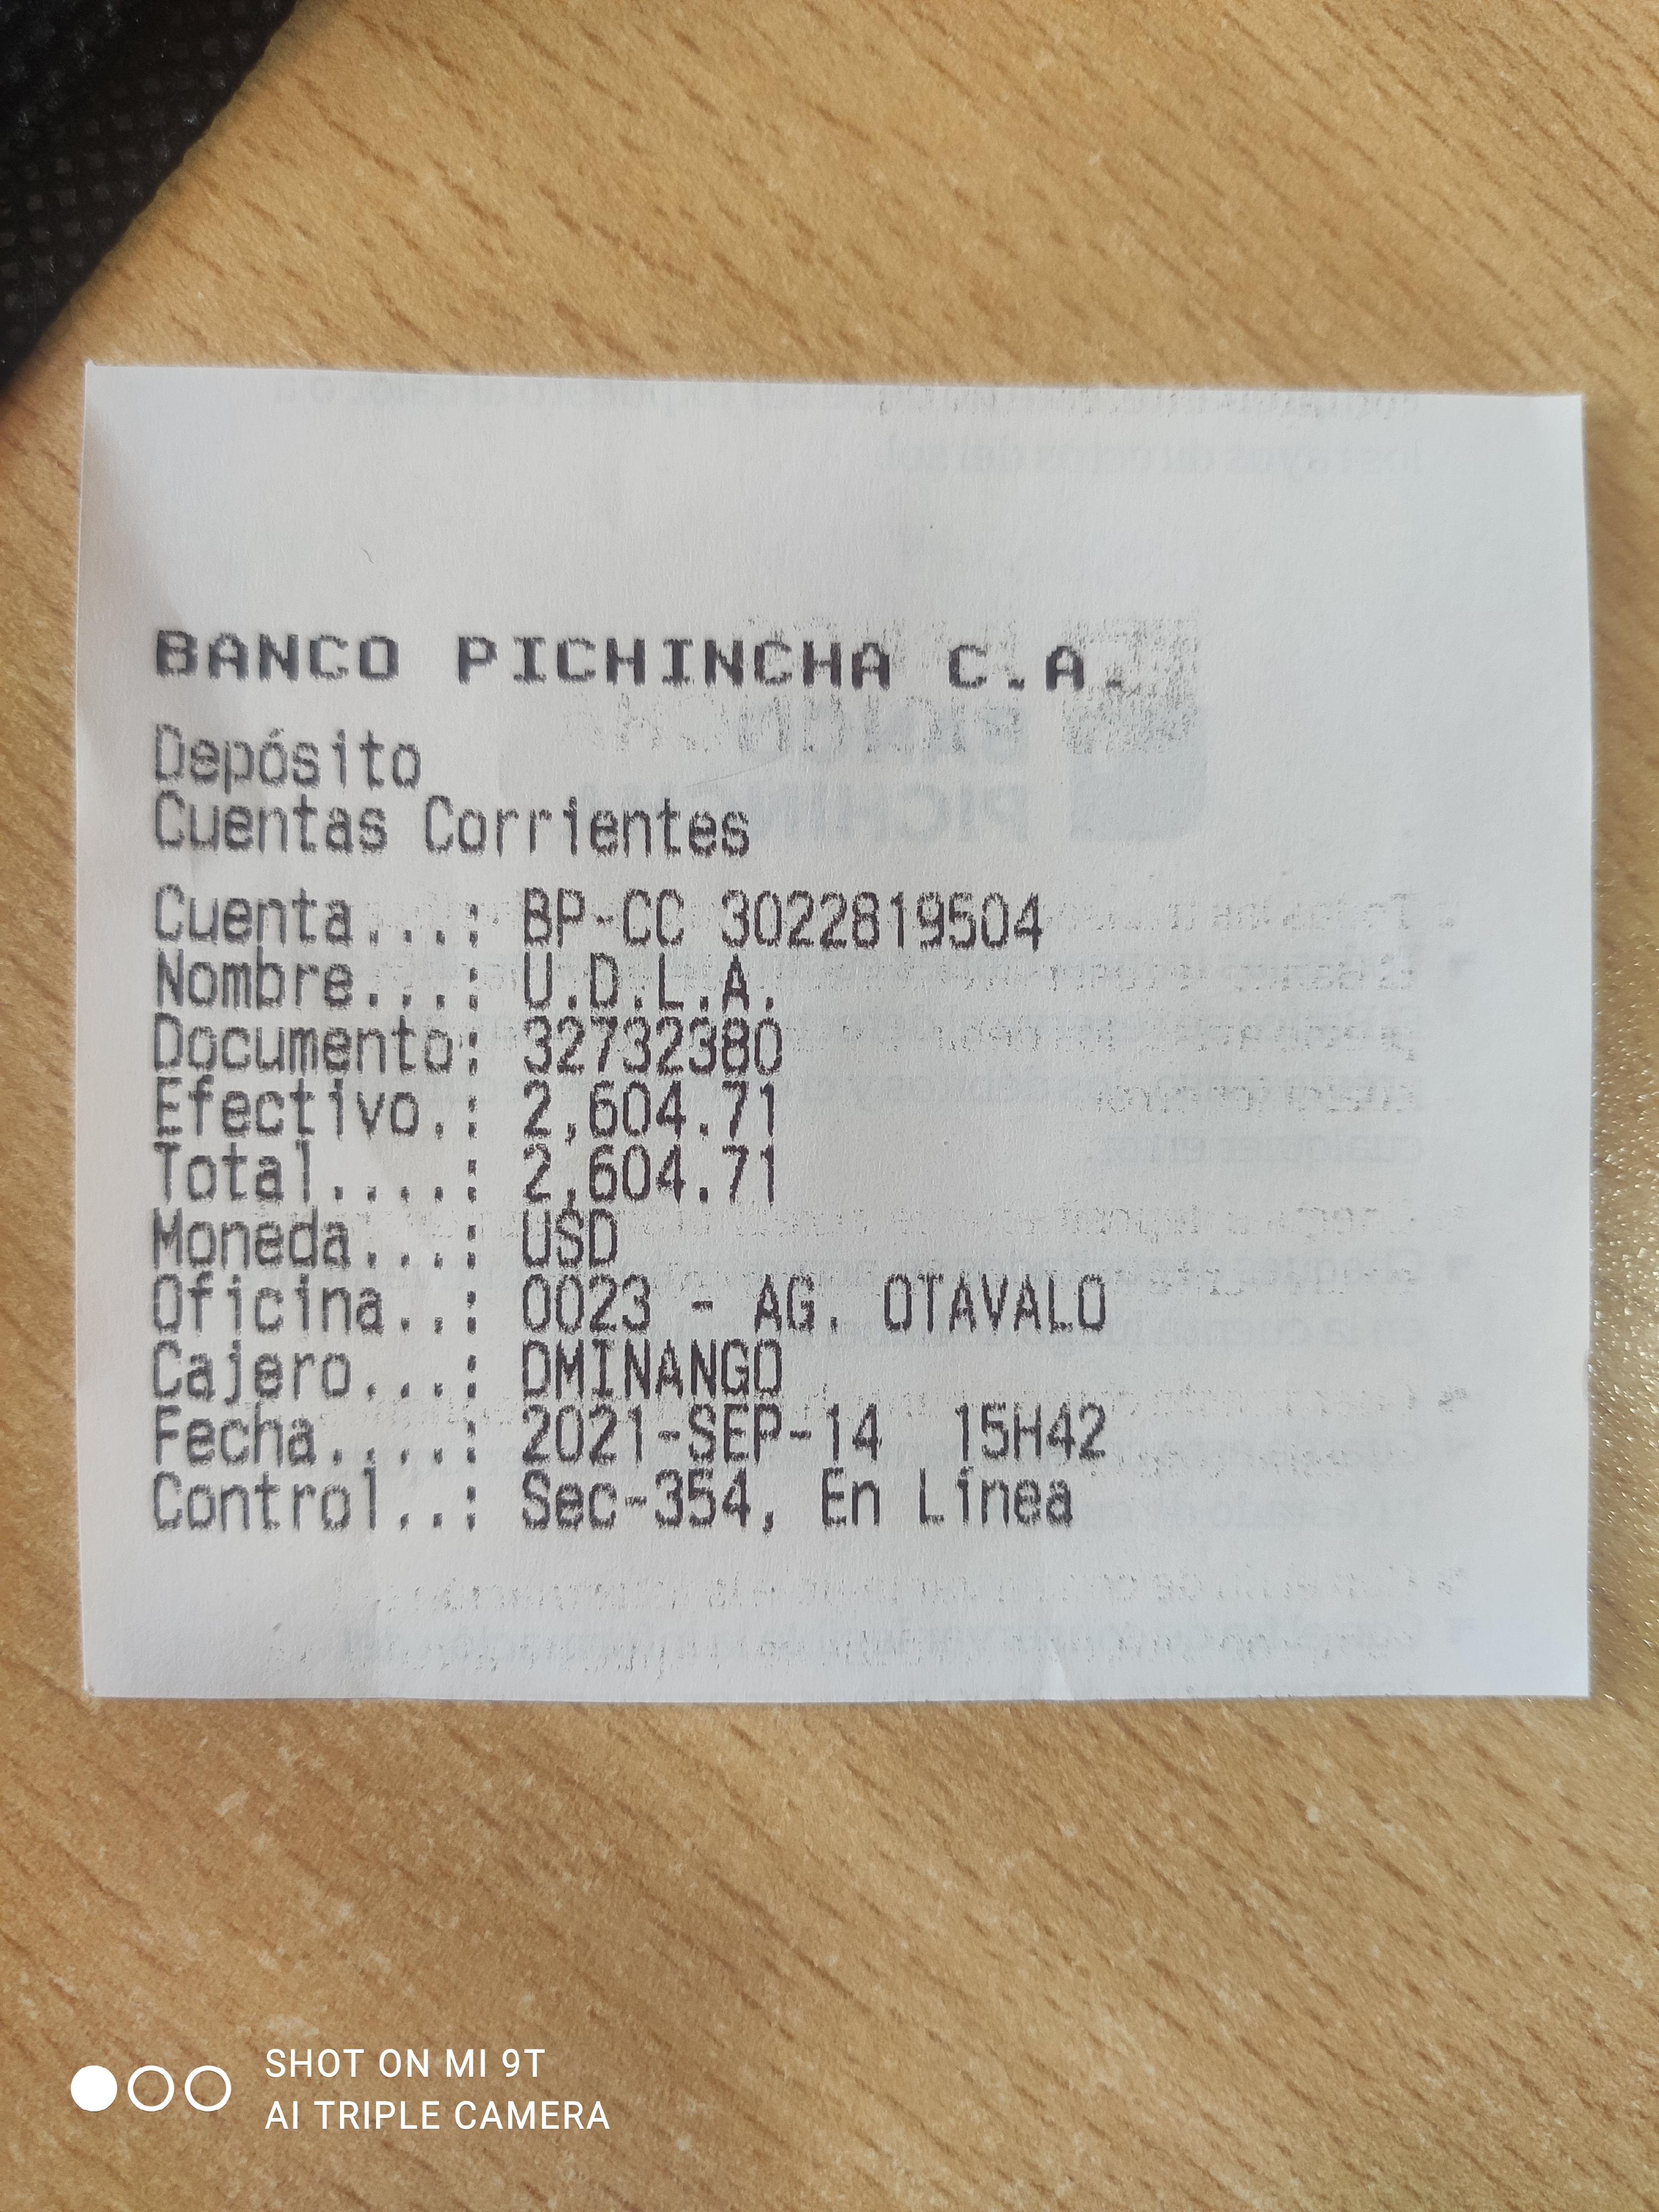 BANCO PICHINCHA C.A.
Depósito
Cuentas Corrientes
Cuenta...: BP-CC 3022819504
Nombre...: U.D.L.A.
Documento: 32732380
Efectivo.: 2,604.71
Total....: 2,604.71
Moneda...: USD
Oficina..: 0023 - AG. OTAVALO
Cajero...: DMINANGO
Fecha....: 2021-SEP-14 15H42
Control..: Sec-354, En Línea
SHOT ON MI 9T
AI TRIPLE CAMERA